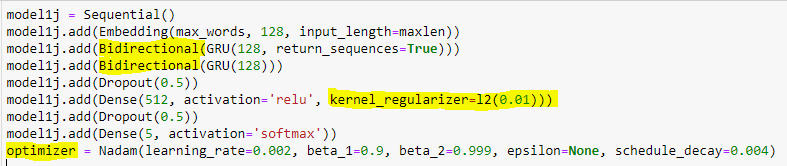 model1j = Sequential()
model1j.add(Embedding(max_words, 128, input_length=maxlen))
model1j.add(Bidirectional(GRU(128, return_sequences=True)))
model1j.add(Bidirectional(GRU(128)))
model1j.add(Dropout(0.5))
model1j.add(Dense(512, activation='relu', kernel_regularizer=l2(0.01)))
model1j.add(Dropout(0.5))
model1j.add(Dense(5, activation='softmax'))
optimizer = Nadam(learning_rate=0.002, beta_1=0.9, beta_2=0.999, epsilon=None, schedule_decay=0.004)